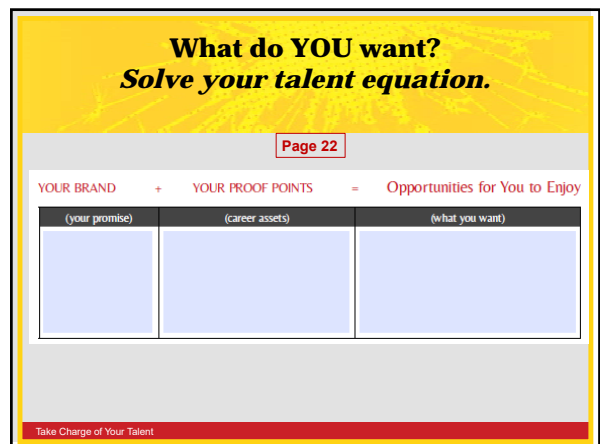 What do YOU want?
Solve your talent equation.
Page 22
YOUR BRAND + YOUR PROOF POINTS = Opportunities for You to Enjoy
(your promise) (career assets) (what you want)
Take Charge of Your Talent